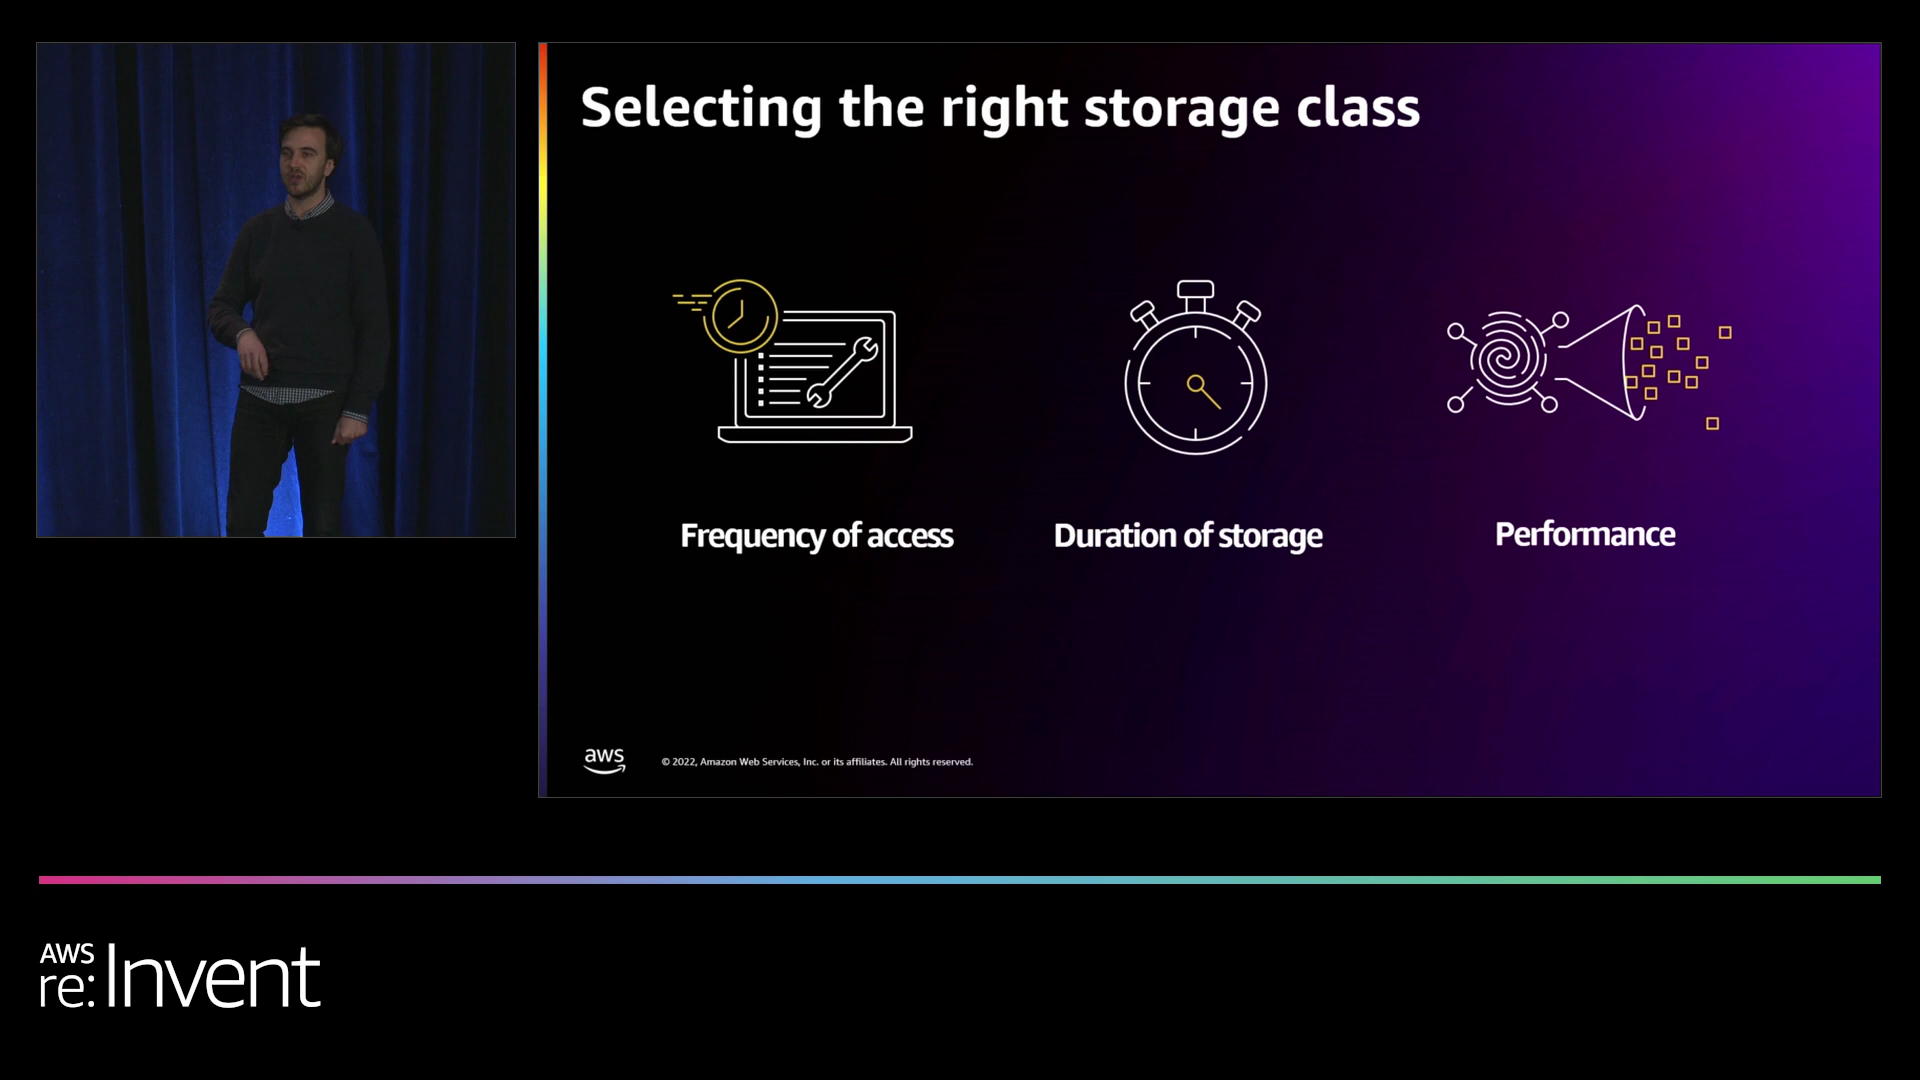 Selecting the right storage class
Frequency of access
Duration of storage
Performance
aws
© 2022, Amazon Web Services, Inc. or its affiliates. All rights reserved.
AWS
re:Invent